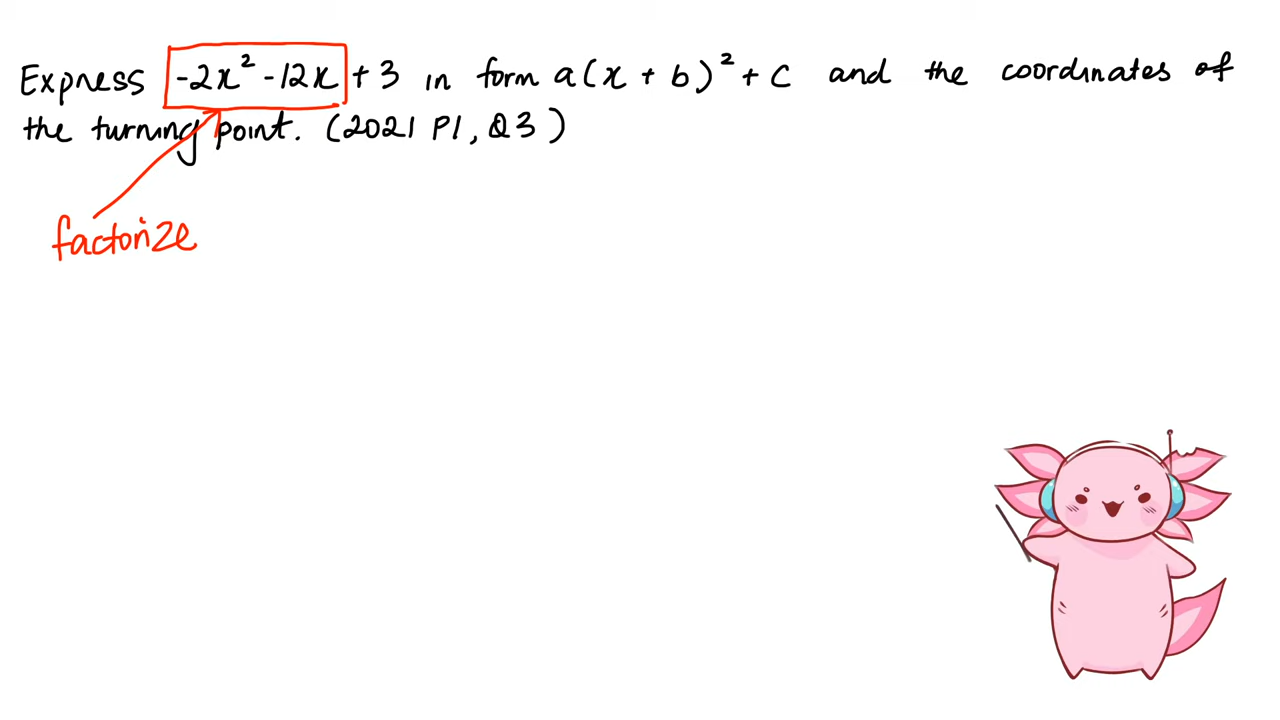 Express -2x² -12x + 3 in form a(x + b)² + c and the coordinates of
the turning point. (2021 P1, Q3)
factorize